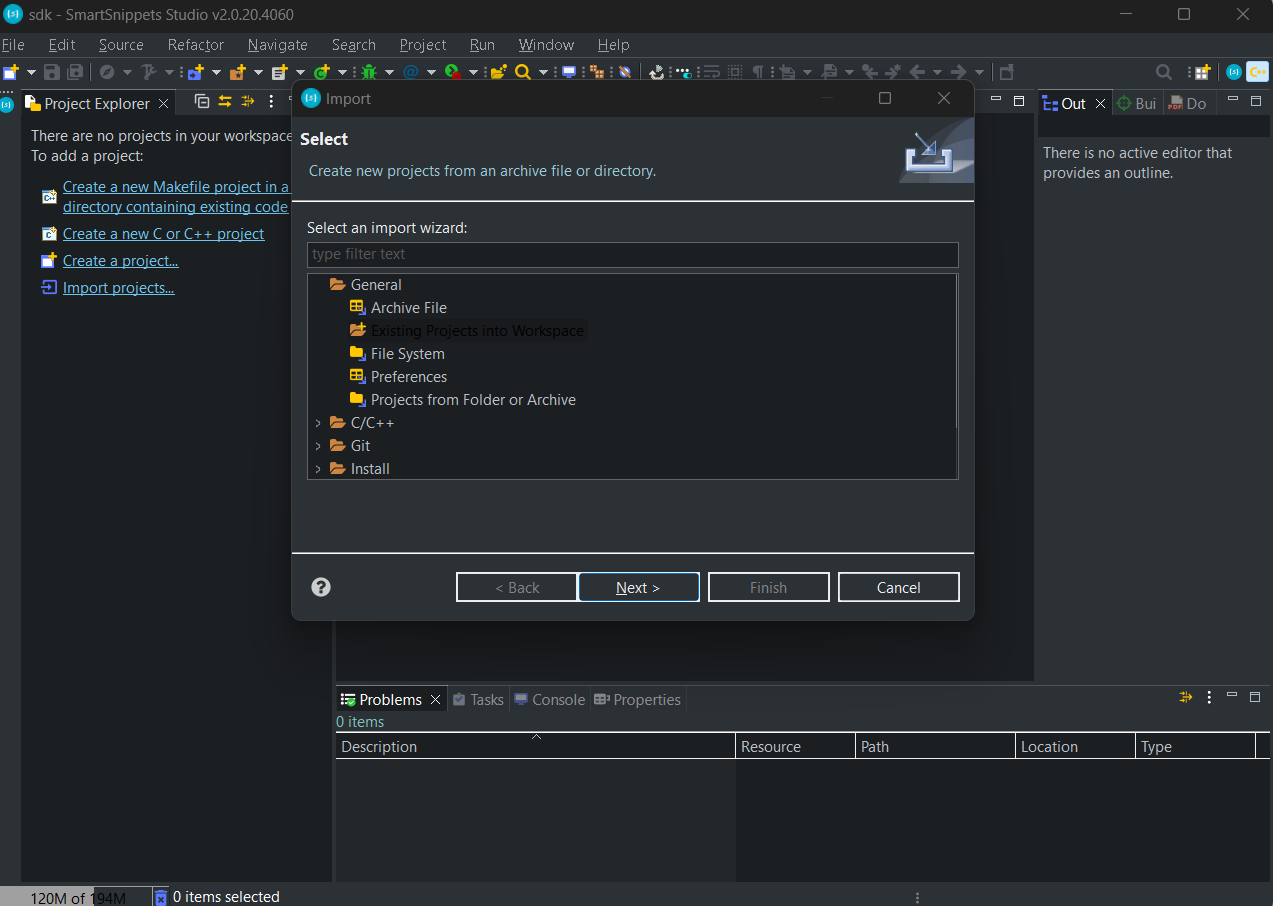 sdk - SmartSnippets Studio v2.0.20.4060
File Edit Source Refactor Navigate Search Project Run Window Help
Project Explorer
There are no projects in your workspace
To add a project:
Create a new Makefile project in a
directory containing existing code
Create a new C or C++ project
Create a project...
Import projects...
Import
Select
Create new projects from an archive file or directory.
Select an import wizard:
type filter text
General
Archive File
Existing Projects into Workspace
File System
Preferences
Projects from Folder or Archive
C/C++
Git
Install
< Back Next > Finish Cancel
Out Bui Do
There is no active editor that
provides an outline.
Problems Tasks Console Properties
0 items
Description Resource Path Location Type
120M of 194M 0 items selected